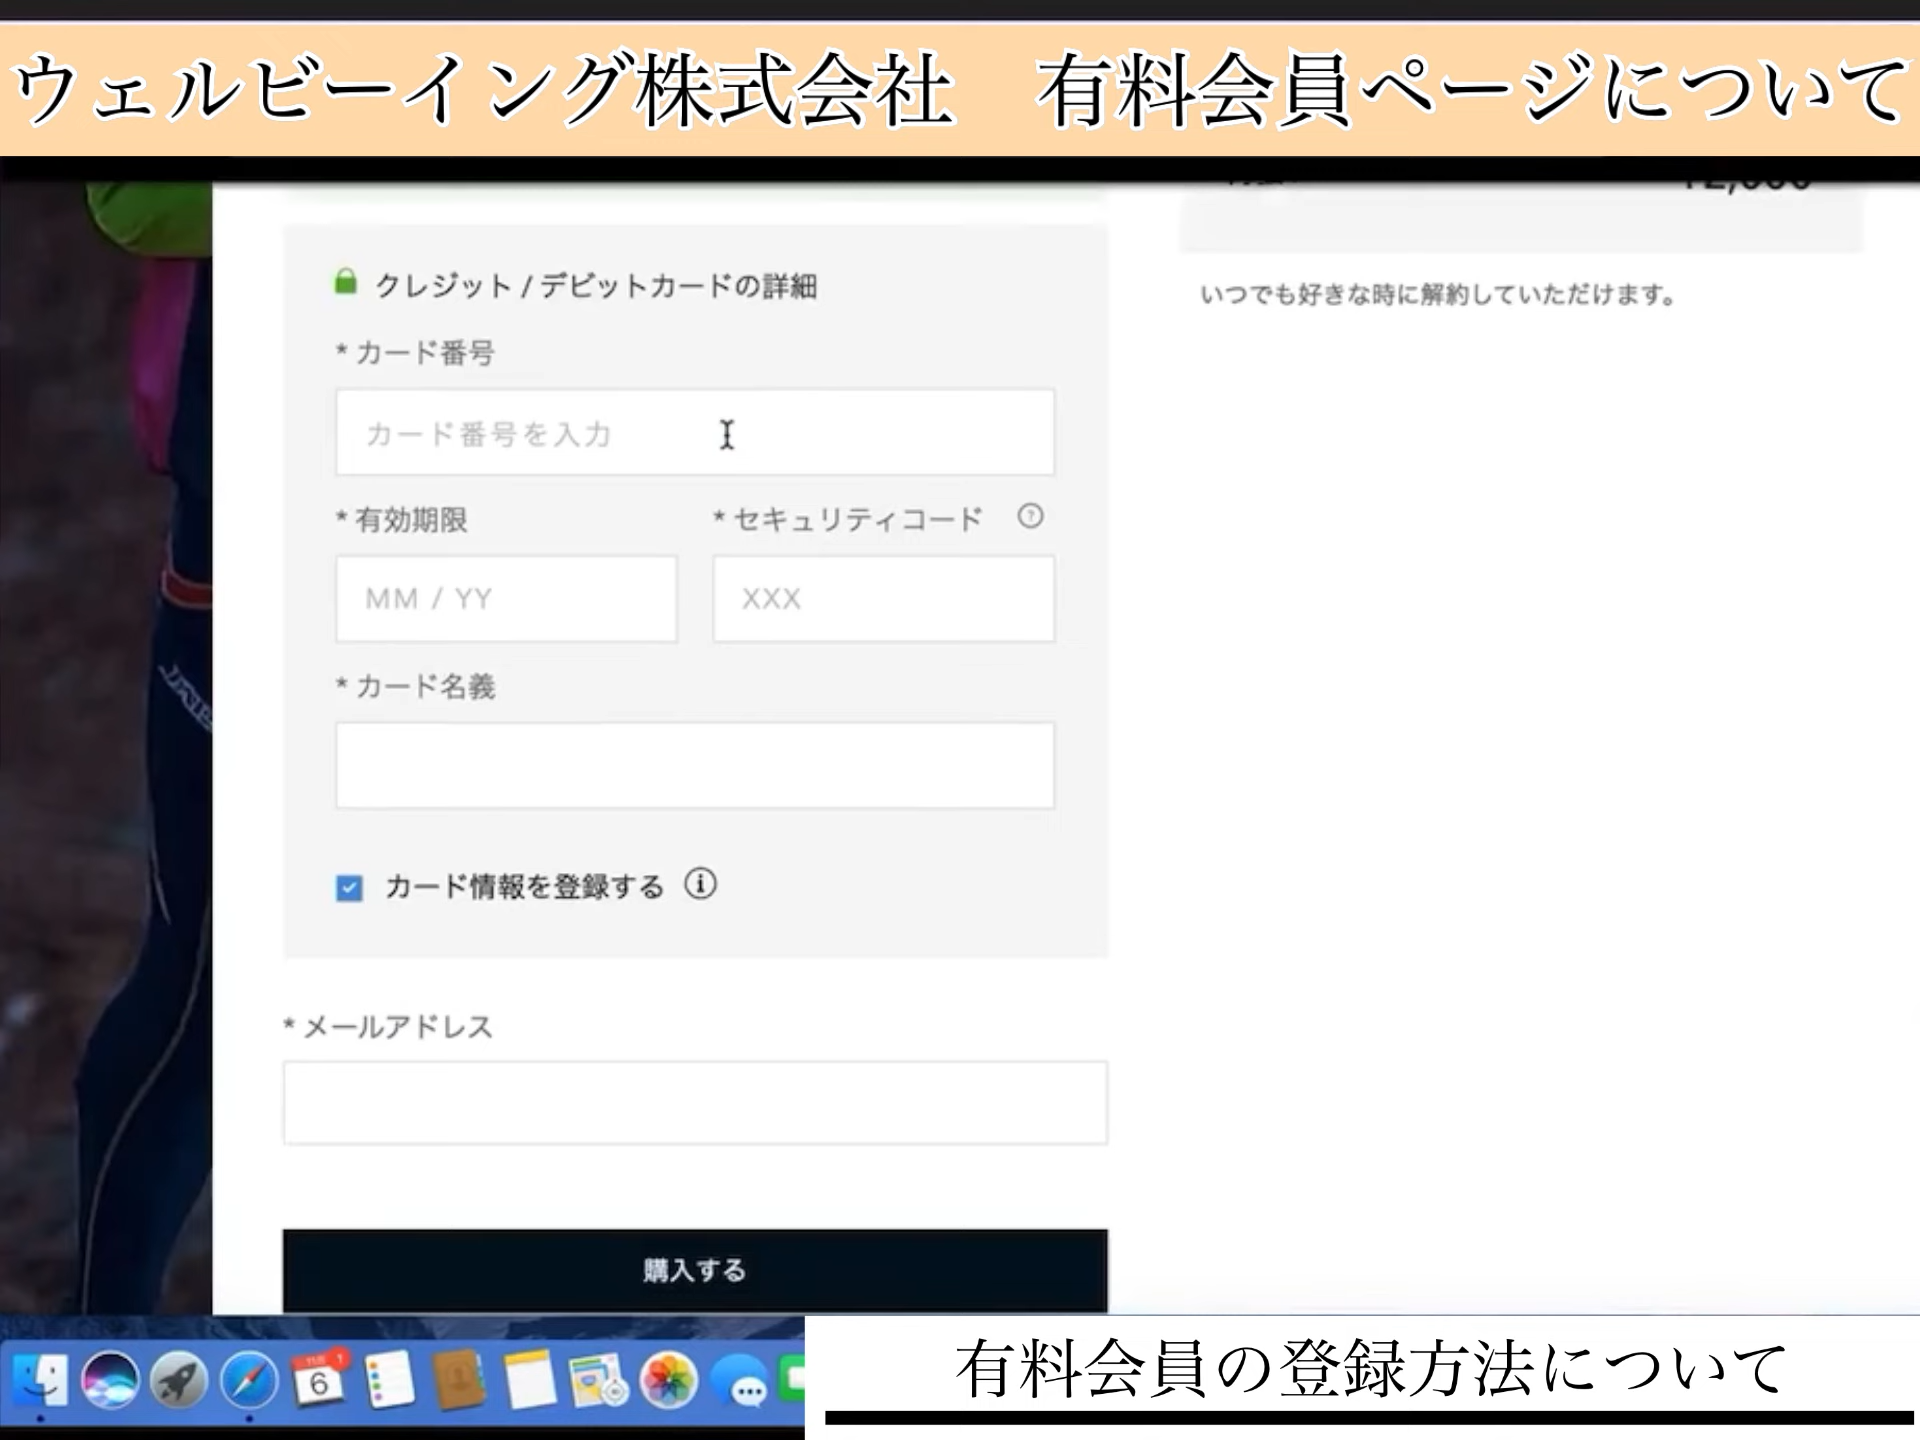 ウェルビーイング株式会社　有料会員ページについて
クレジット / デビットカードの詳細
いつでも好きな時に解約していただけます。
* カード番号
カード番号を入力
* 有効期限
* セキュリティコード
?
MM / YY
XXX
* カード名義
カード情報を登録する
* メールアドレス
購入する
6
1
有料会員の登録方法について